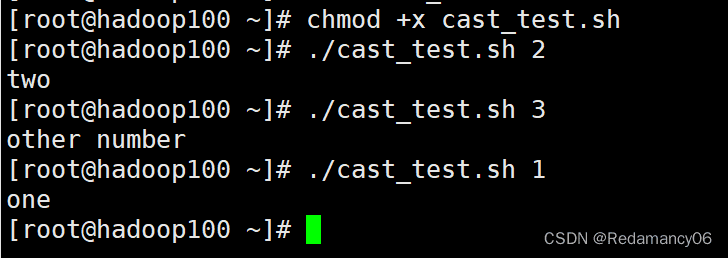 [root@hadoop100 ~]# chmod +x cast_test.sh
[root@hadoop100 ~]# ./cast_test.sh 2
two
[root@hadoop100 ~]# ./cast_test.sh 3
other number
[root@hadoop100 ~]# ./cast_test.sh 1
one
[root@hadoop100 ~]#
CSDN @Redamancy06